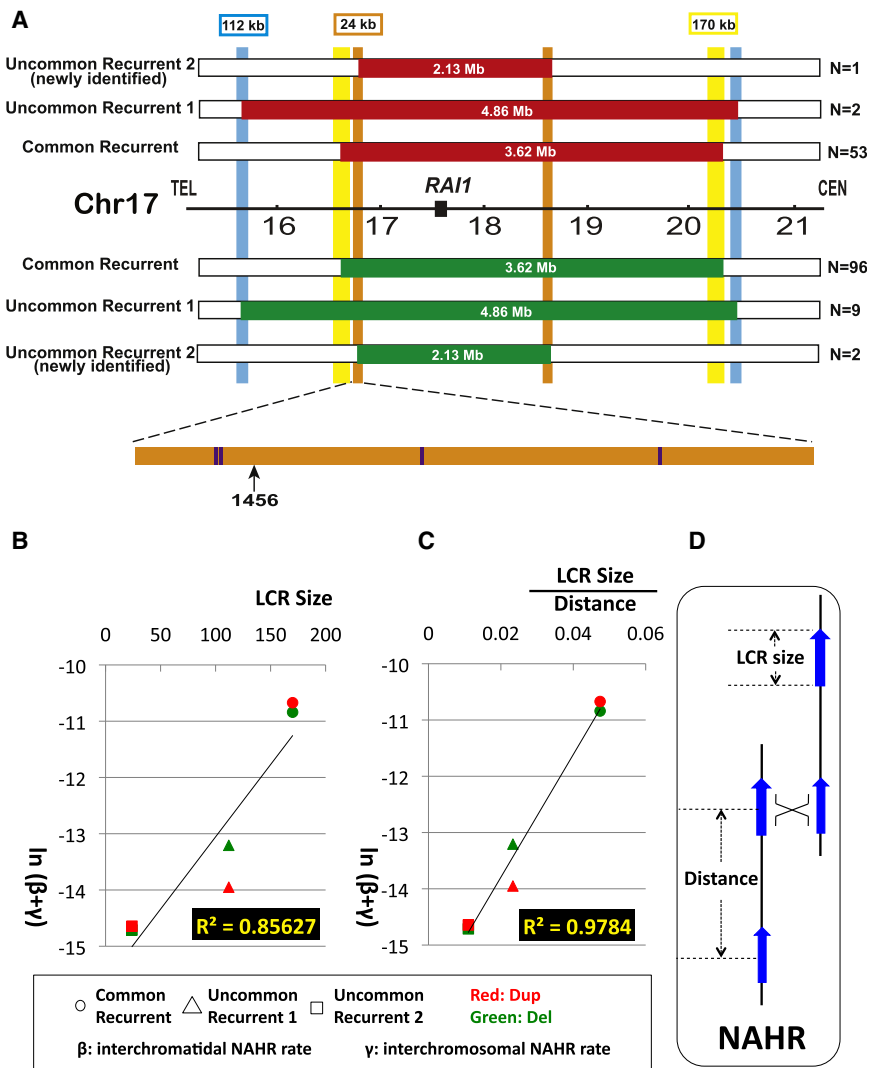 A
112 kb
24 kb
170 kb
Uncommon Recurrent 2
(newly identified)
2.13 Mb
N=1
Uncommon Recurrent 1
4.86 Mb
N=2
Common Recurrent
3.62 Mb
N=53
TEL
RAI1
CEN
Chr17
16
17
18
19
20
21
Common Recurrent
3.62 Mb
N=96
Uncommon Recurrent 1
4.86 Mb
N=9
Uncommon Recurrent 2
(newly identified)
2.13 Mb
N=2
1456
B
LCR Size
0
50
100
150
200
-10
-11
-12
-13
-14
-15
ln (β+γ)
R² = 0.85627
C
LCR Size
Distance
0
0.02
0.04
0.06
-10
-11
-12
-13
-14
-15
ln (β+γ)
R² = 0.9784
D
LCR size
Distance
NAHR
Common
Recurrent
Uncommon
Recurrent 1
Uncommon
Recurrent 2
Red: Dup
Green: Del
β: interchromatidal NAHR rate
γ: interchromosomal NAHR rate